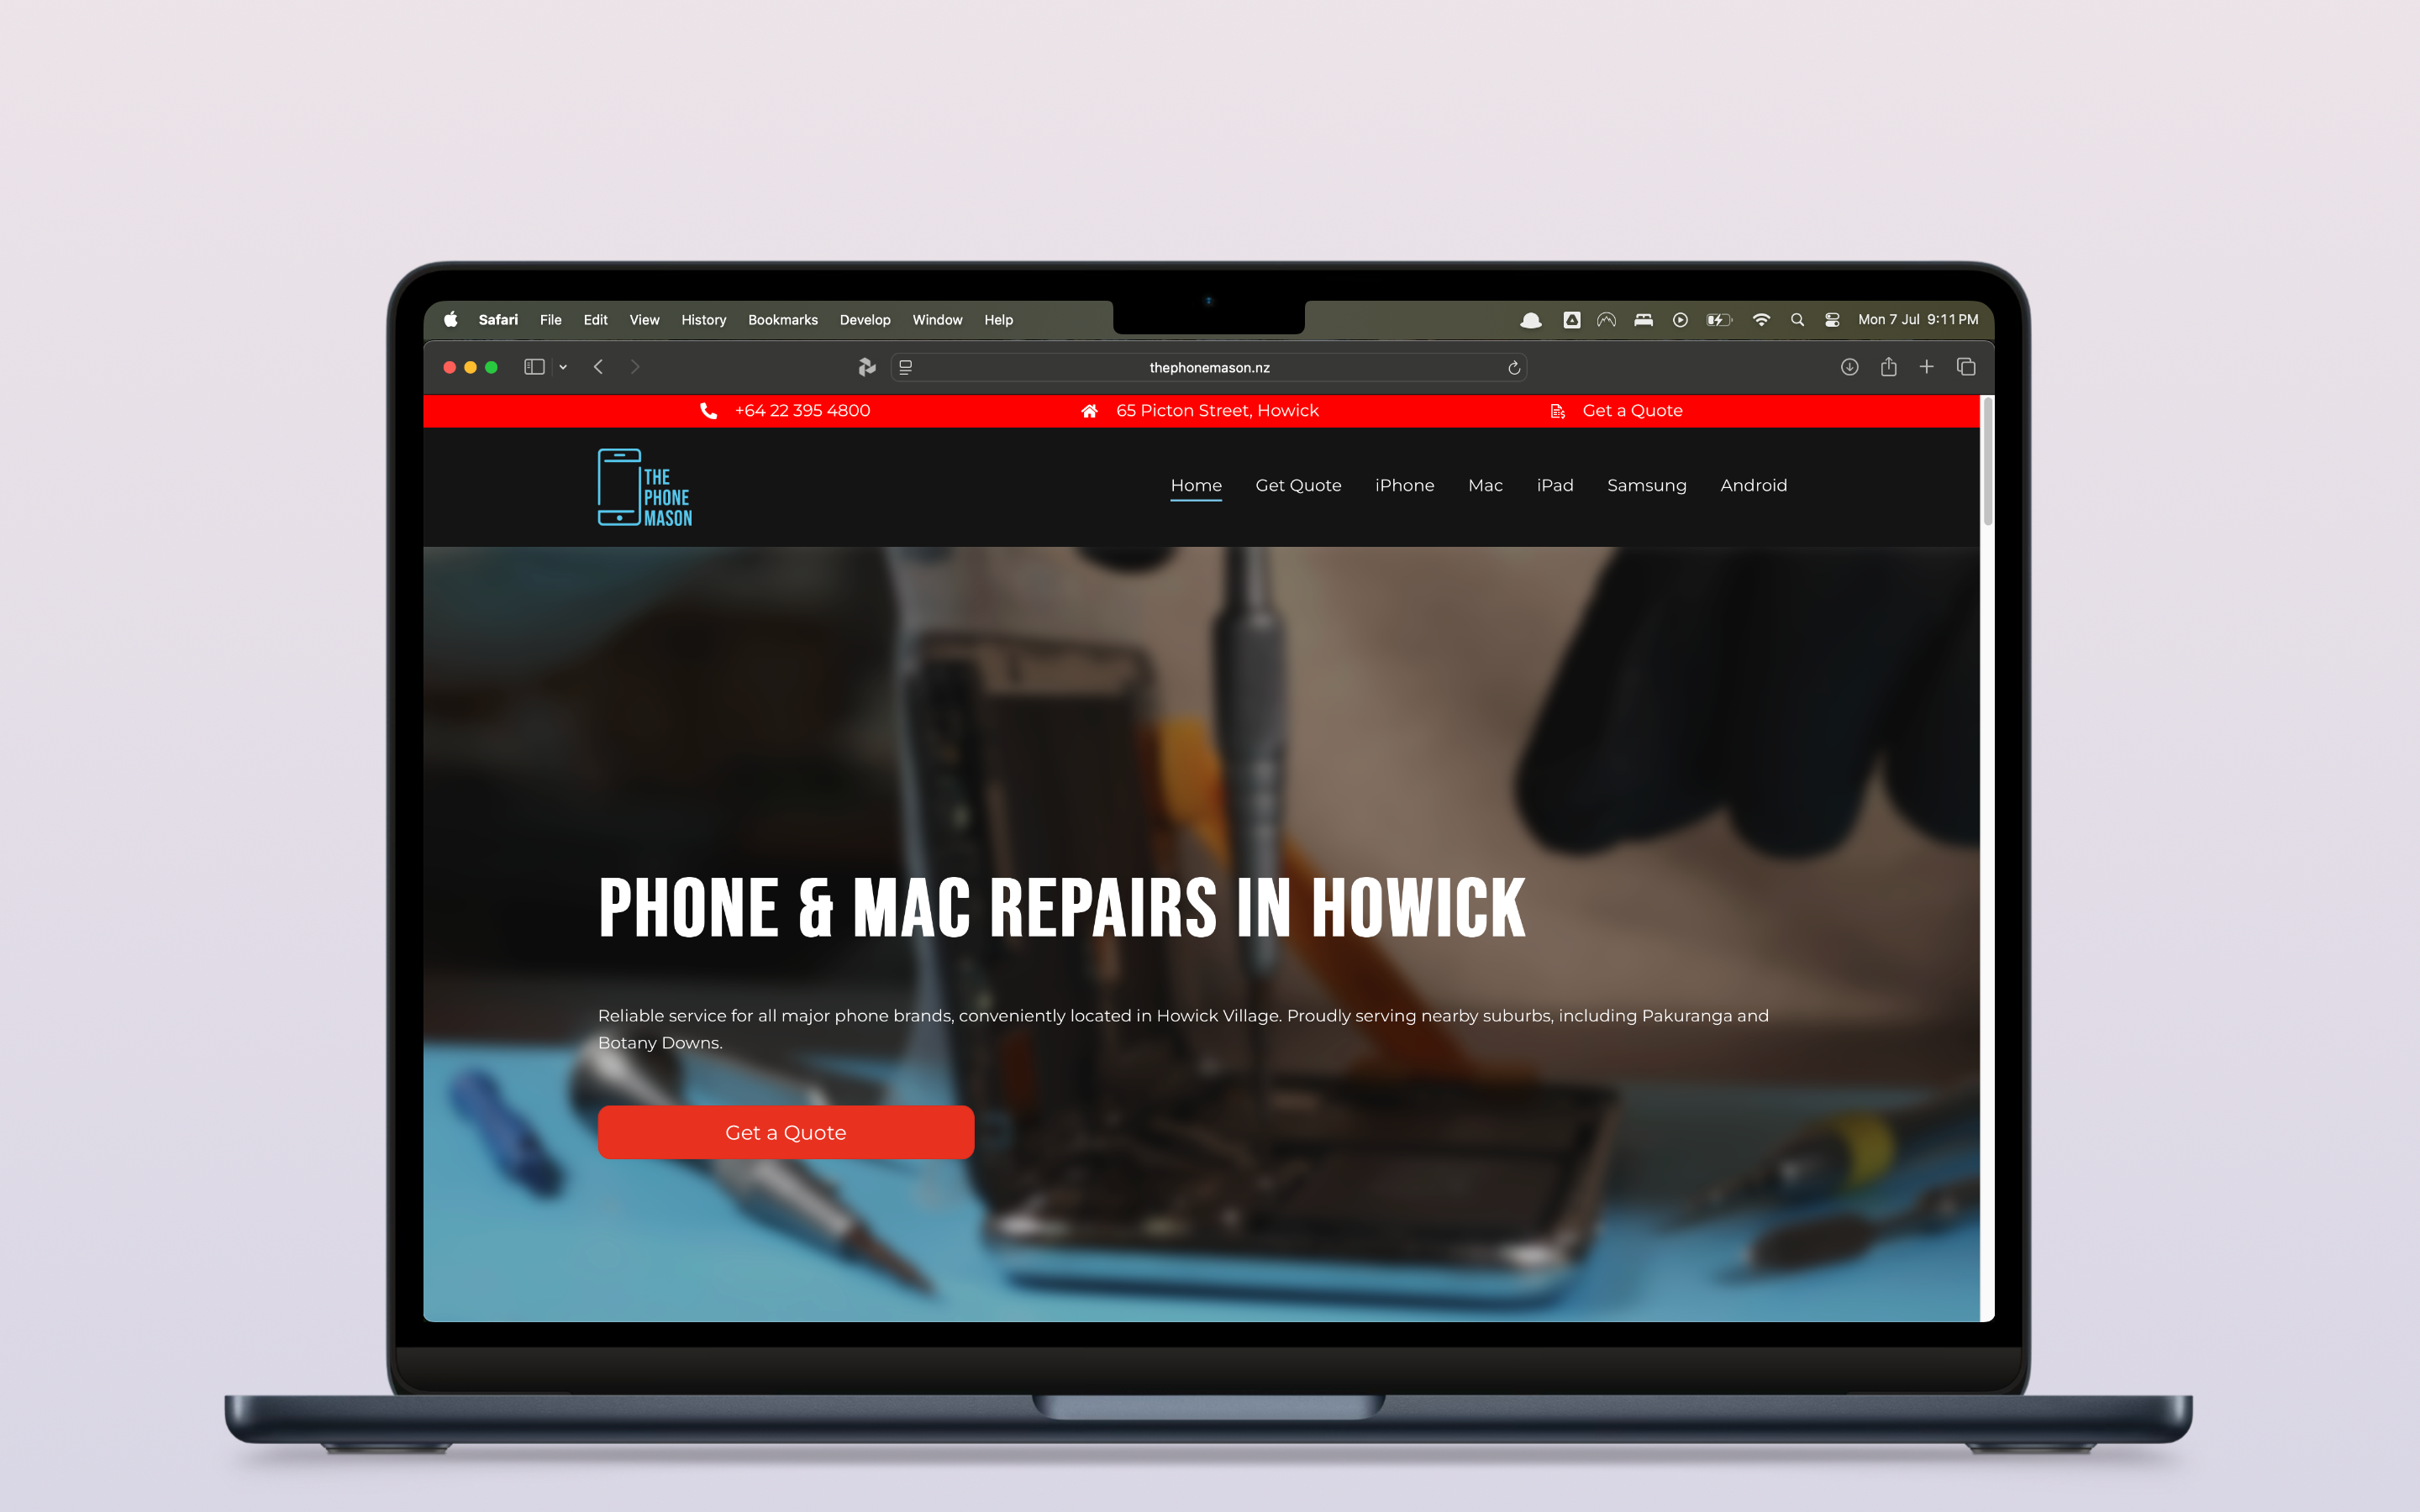 Safari File Edit View History Bookmarks Develop Window Help
Mon 7 Jul 9:11 PM
thephonemason.nz
+64 22 395 4800
65 Picton Street, Howick
Get a Quote
THE
PHONE
MASON
Home Get Quote iPhone Mac iPad Samsung Android
PHONE & MAC REPAIRS IN HOWICK
Reliable service for all major phone brands, conveniently located in Howick Village. Proudly serving nearby suburbs, including Pakuranga and
Botany Downs.
Get a Quote